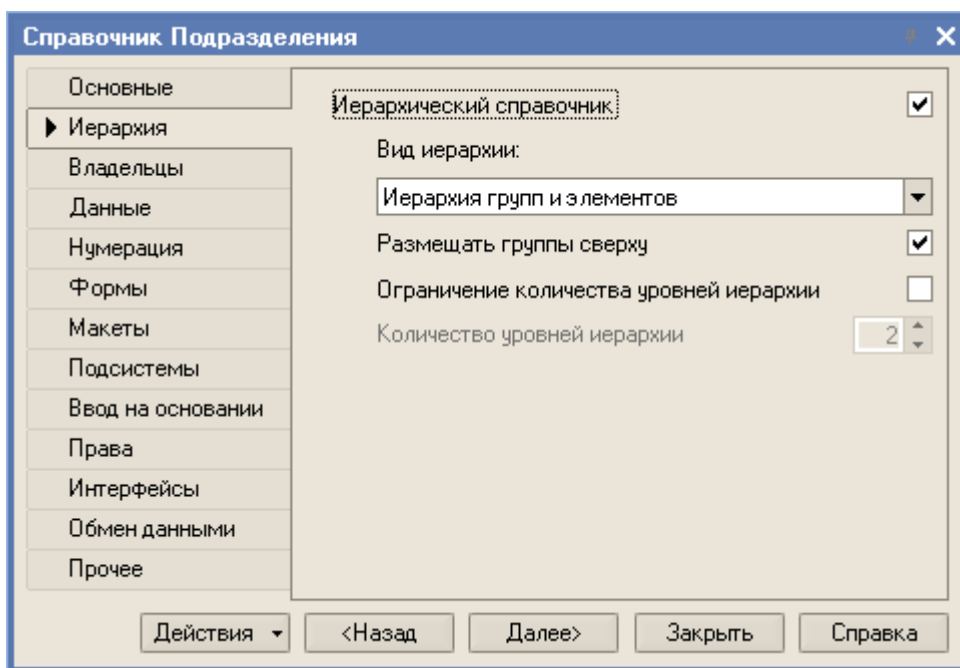 Справочник Подразделения
Основные
Иерархия
Владельцы
Данные
Нумерация
Формы
Макеты
Подсистемы
Ввод на основании
Права
Интерфейсы
Обмен данными
Прочее
Иерархический справочник
Вид иерархии:
Иерархия групп и элементов
Размещать группы сверху
Ограничение количества уровней иерархии
Количество уровней иерархии 2
Действия <Назад Далее> Закрыть Справка